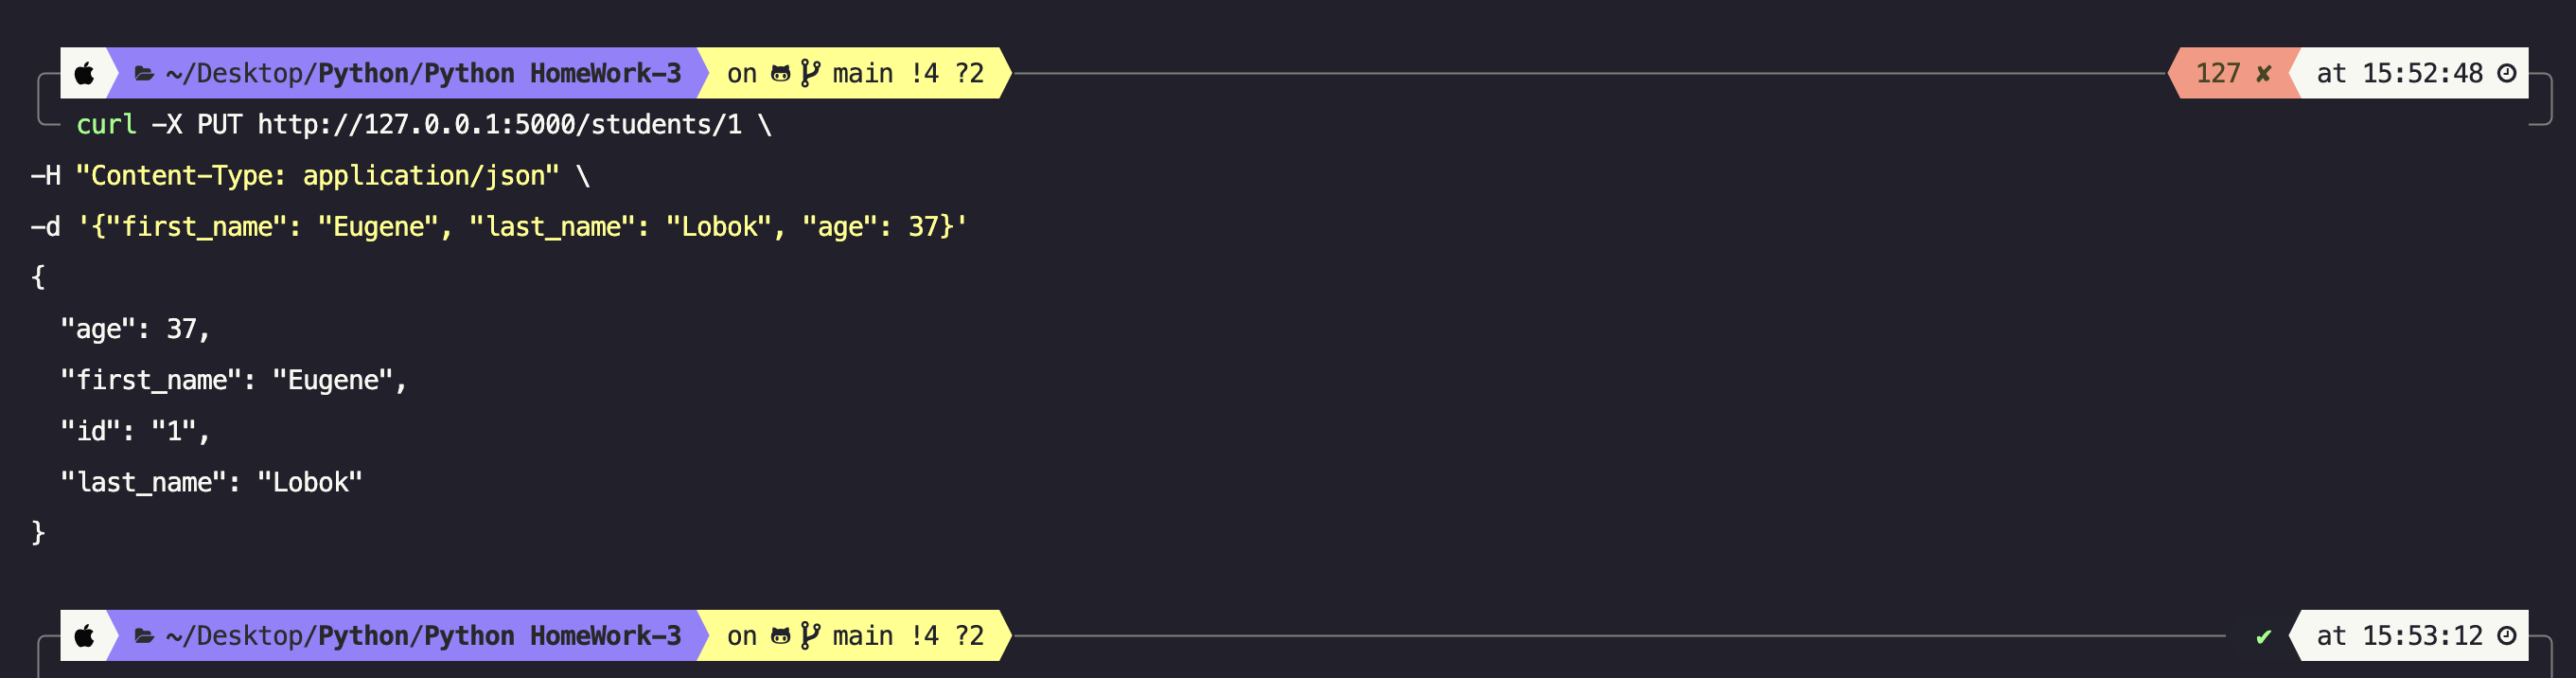 ~/Desktop/Python/Python HomeWork-3 on main !4 ?2 127 ✘ at 15:52:48
curl -X PUT http://127.0.0.1:5000/students/1 \
-H "Content-Type: application/json" \
-d '{"first_name": "Eugene", "last_name": "Lobok", "age": 37}'
{
  "age": 37,
  "first_name": "Eugene",
  "id": "1",
  "last_name": "Lobok"
}
~/Desktop/Python/Python HomeWork-3 on main !4 ?2 ✔ at 15:53:12